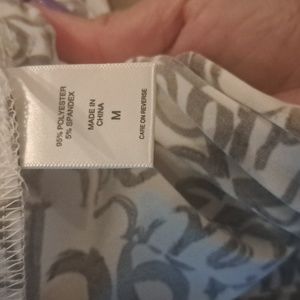 95% POLYESTER
5% SPANDEX
MADE IN
CHINA
M
CARE ON REVERSE